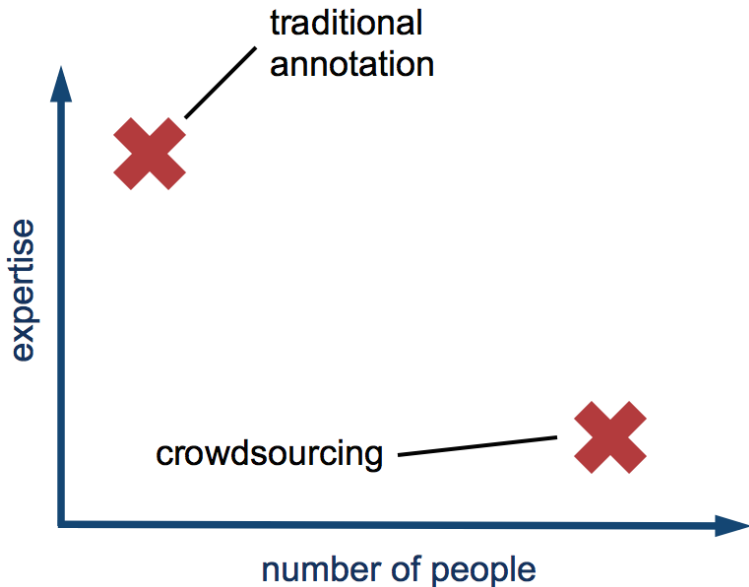 traditional
annotation
expertise
crowdsourcing
number of people